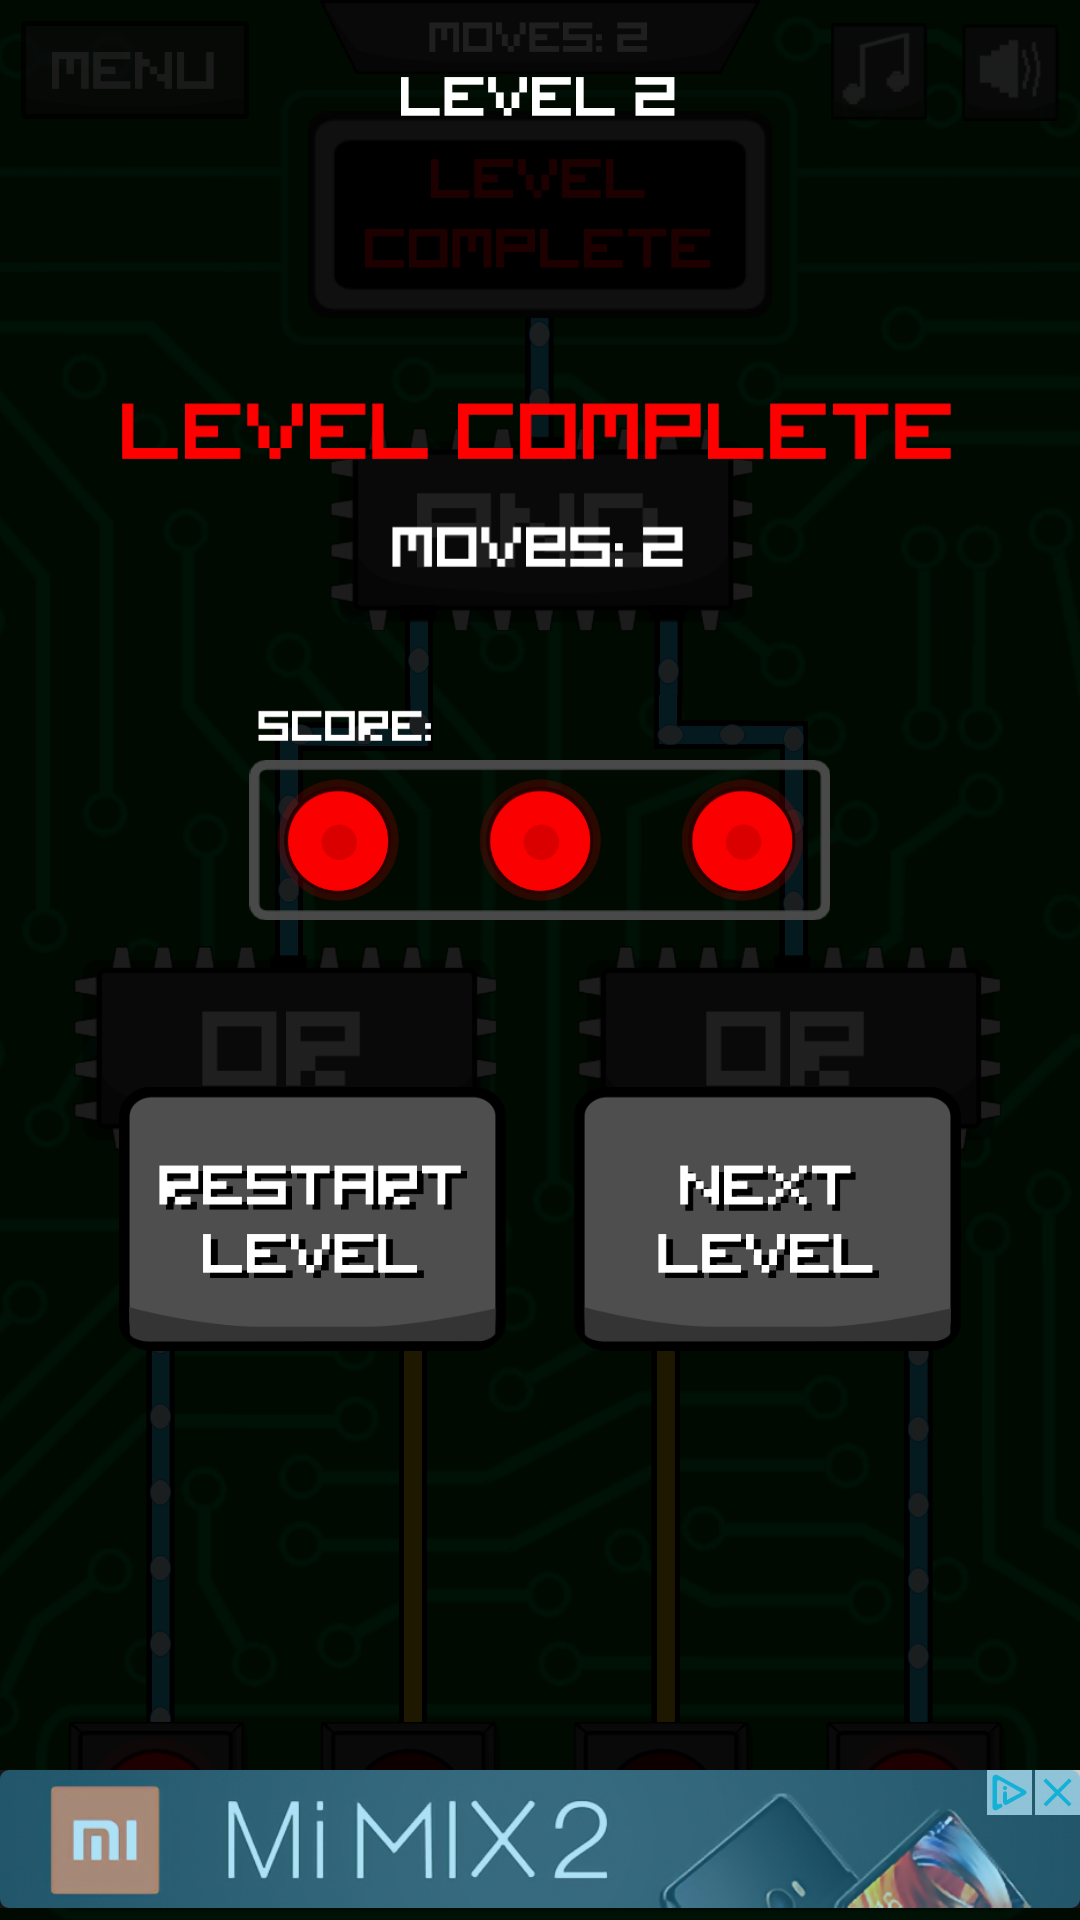 MOVES: 2
MENU
LEVEL 2
LEVEL
COMPLETE
LEVEL COMPLETE
AND
MOVES: 2
SCORE:
OR OR
RESTART
LEVEL
NEXT
LEVEL
MI Mi MIX 2